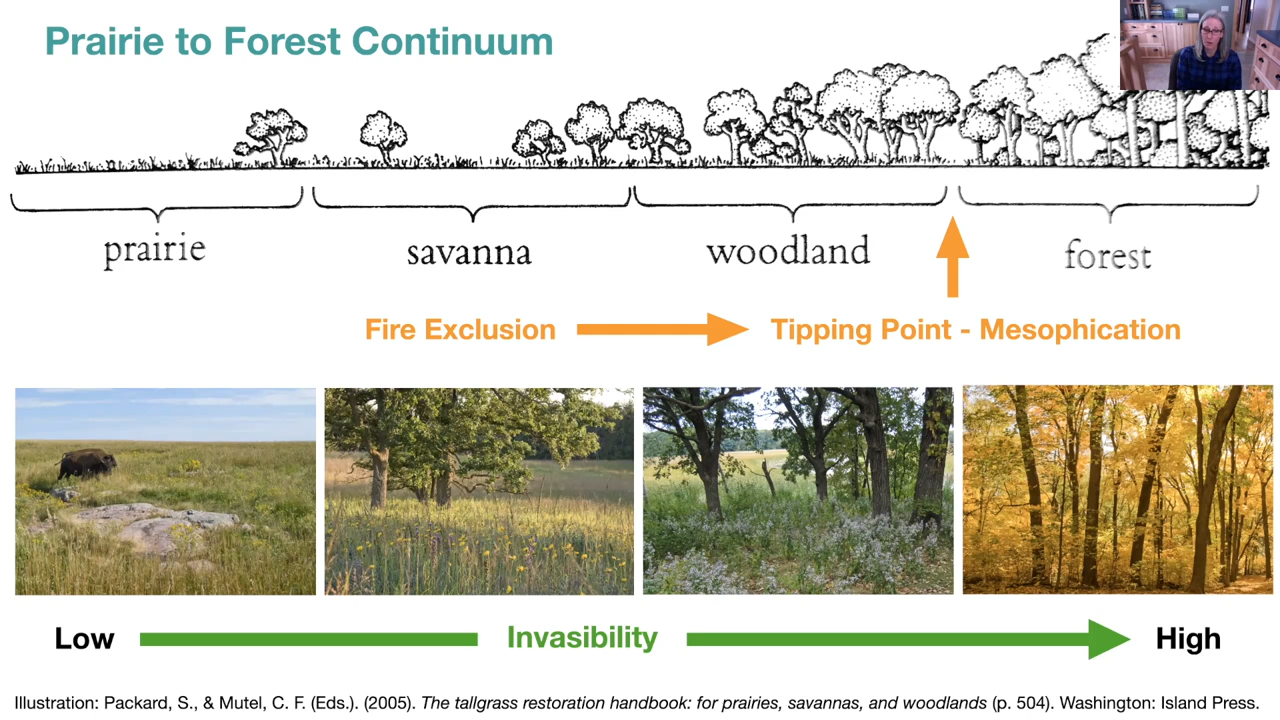 Prairie to Forest Continuum
prairie
savanna
woodland
forest
Fire Exclusion
Tipping Point - Mesophication
Low
Invasibility
High
Illustration: Packard, S., & Mutel, C. F. (Eds.). (2005). The tallgrass restoration handbook: for prairies, savannas, and woodlands (p. 504). Washington: Island Press.